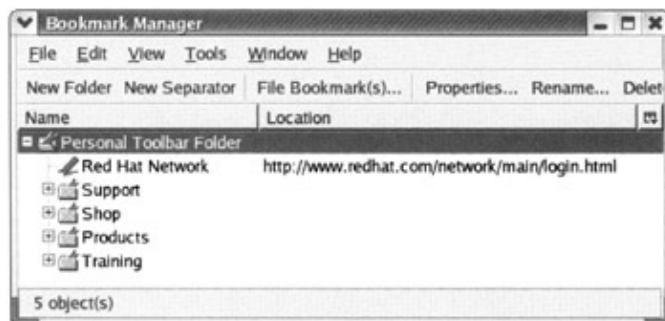 Bookmark Manager
File Edit View Tools Window Help
New Folder New Separator File Bookmark(s)... Properties... Rename... Delet
Name Location
Personal Toolbar Folder
Red Hat Network http://www.redhat.com/network/main/login.html
Support
Shop
Products
Training
5 object(s)